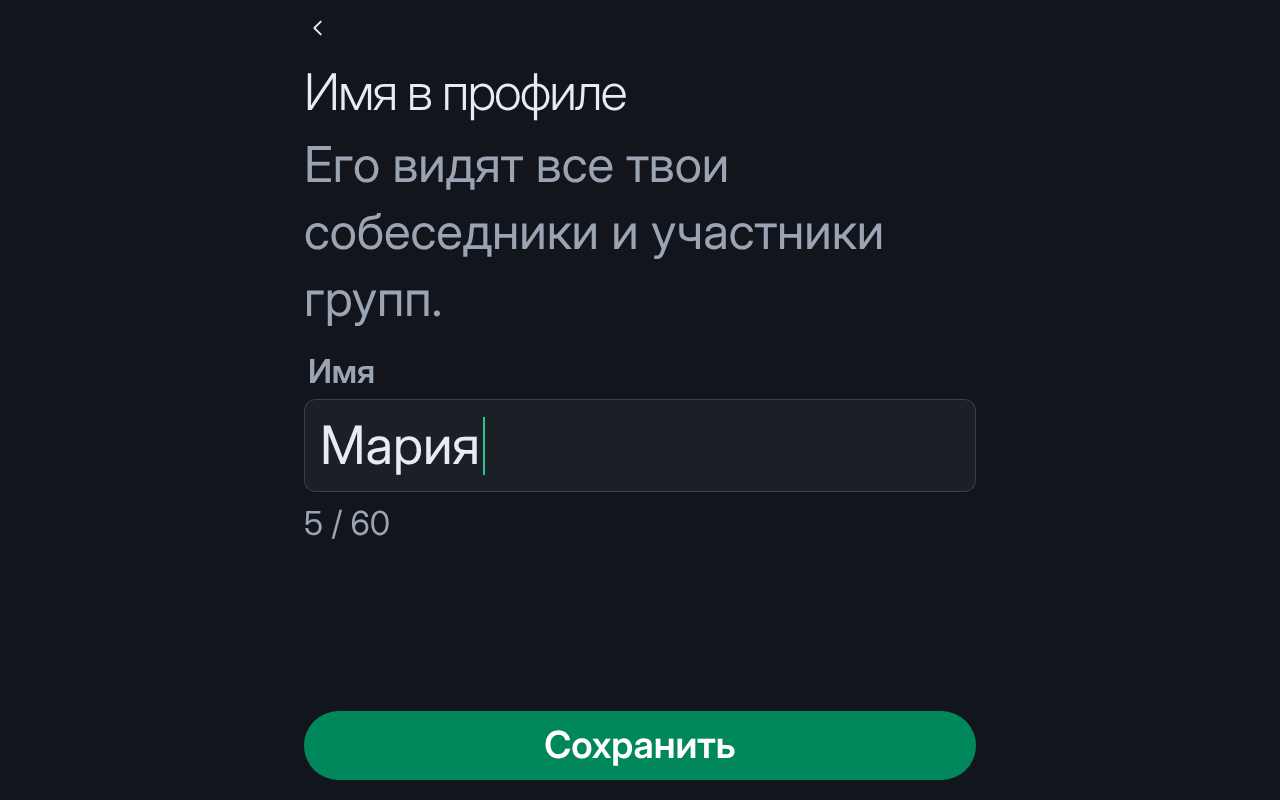 Имя в профиле
Его видят все твои
собеседники и участники
групп.
Имя
Мария
5 / 60
Сохранить